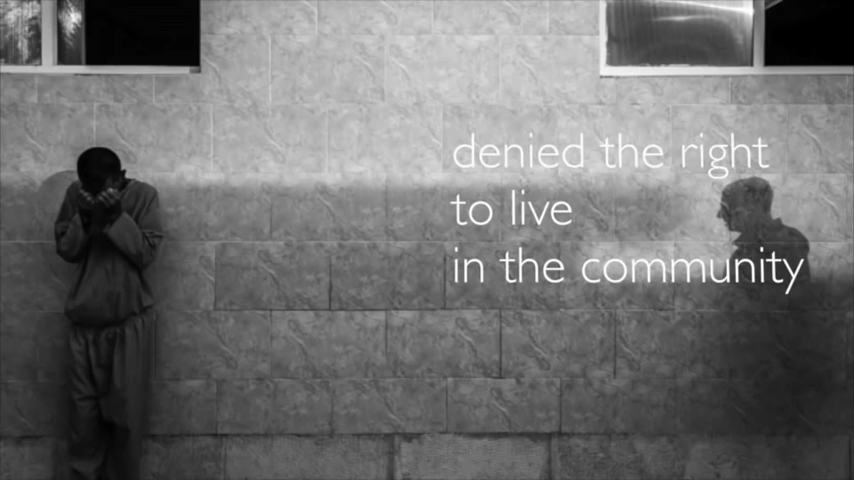 denied the right
to live
in the community